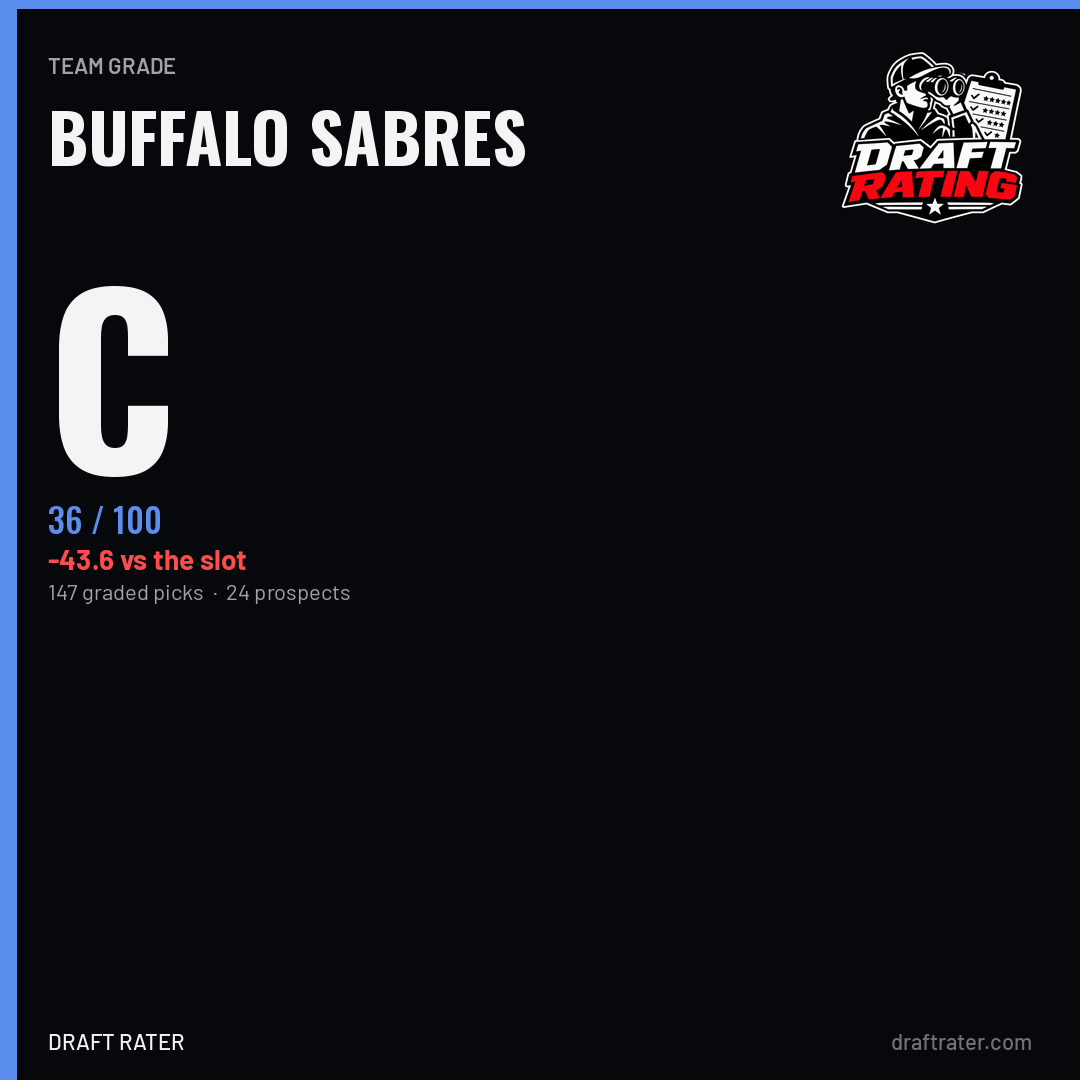 TEAM GRADE
BUFFALO SABRES
DRAFT
RATING
C
36 / 100
-43.6 vs the slot
147 graded picks · 24 prospects
DRAFT RATER
draftrater.com